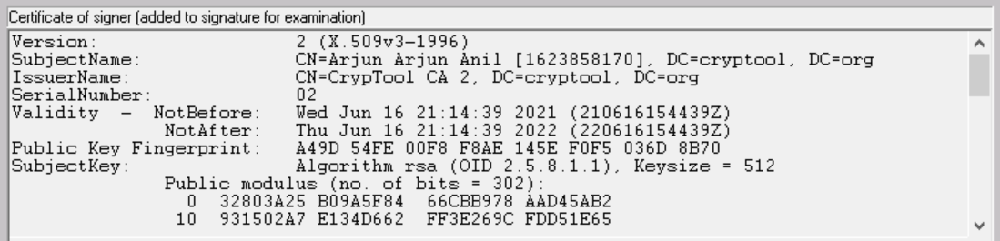 Certificate of signer (added to signature for examination)
Version: 2 (X.509v3-1996)
SubjectName: CN=Arjun Arjun Anil [1623858170], DC=cryptool, DC=org
IssuerName: CN=CrypTool CA 2, DC=cryptool, DC=org
SerialNumber: 02
Validity - NotBefore: Wed Jun 16 21:14:39 2021 (210616154439Z)
NotAfter: Thu Jun 16 21:14:39 2022 (220616154439Z)
Public Key Fingerprint: A49D 54FE 00F8 F8AE 145E F0F5 036D 8B70
SubjectKey: Algorithm rsa (OID 2.5.8.1.1), Keysize = 512
Public modulus (no. of bits = 302):
0 32803A25 B09A5F84 66CBB978 AAD45AB2
10 931502A7 E134D662 FF3E269C FDD51E65